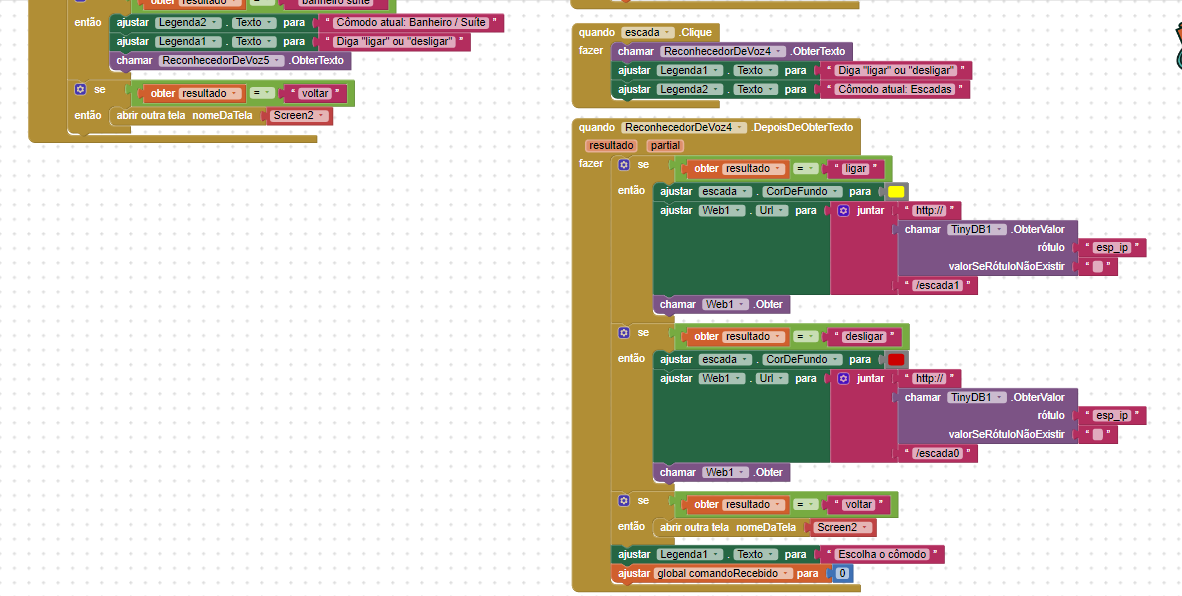 obter resultado = " banheiro suíte "
então ajustar Legenda2 . Texto para " Cômodo atual: Banheiro / Suíte "
ajustar Legenda1 . Texto para " Diga "ligar" ou "desligar" "
chamar ReconhecedorDeVoz5 .ObterTexto
se obter resultado = " voltar "
então abrir outra tela nomeDaTela Screen2
quando escada .Clique
fazer chamar ReconhecedorDeVoz4 .ObterTexto
ajustar Legenda1 . Texto para " Diga "ligar" ou "desligar" "
ajustar Legenda2 . Texto para " Cômodo atual: Escadas "
quando ReconhecedorDeVoz4 .DepoisDeObterTexto
resultado partial
fazer se obter resultado = " ligar "
então ajustar escada . CorDeFundo para
ajustar Web1 . Url para juntar " http:// "
chamar TinyDB1 .ObterValor
rótulo " esp_ip "
valorSeRótuloNãoExistir " "
" /escada1 "
chamar Web1 .Obter
se obter resultado = " desligar "
então ajustar escada . CorDeFundo para
ajustar Web1 . Url para juntar " http:// "
chamar TinyDB1 .ObterValor
rótulo " esp_ip "
valorSeRótuloNãoExistir " "
" /escada0 "
chamar Web1 .Obter
se obter resultado = " voltar "
então abrir outra tela nomeDaTela Screen2
ajustar Legenda1 . Texto para " Escolha o cômodo "
ajustar global comandoRecebido para 0